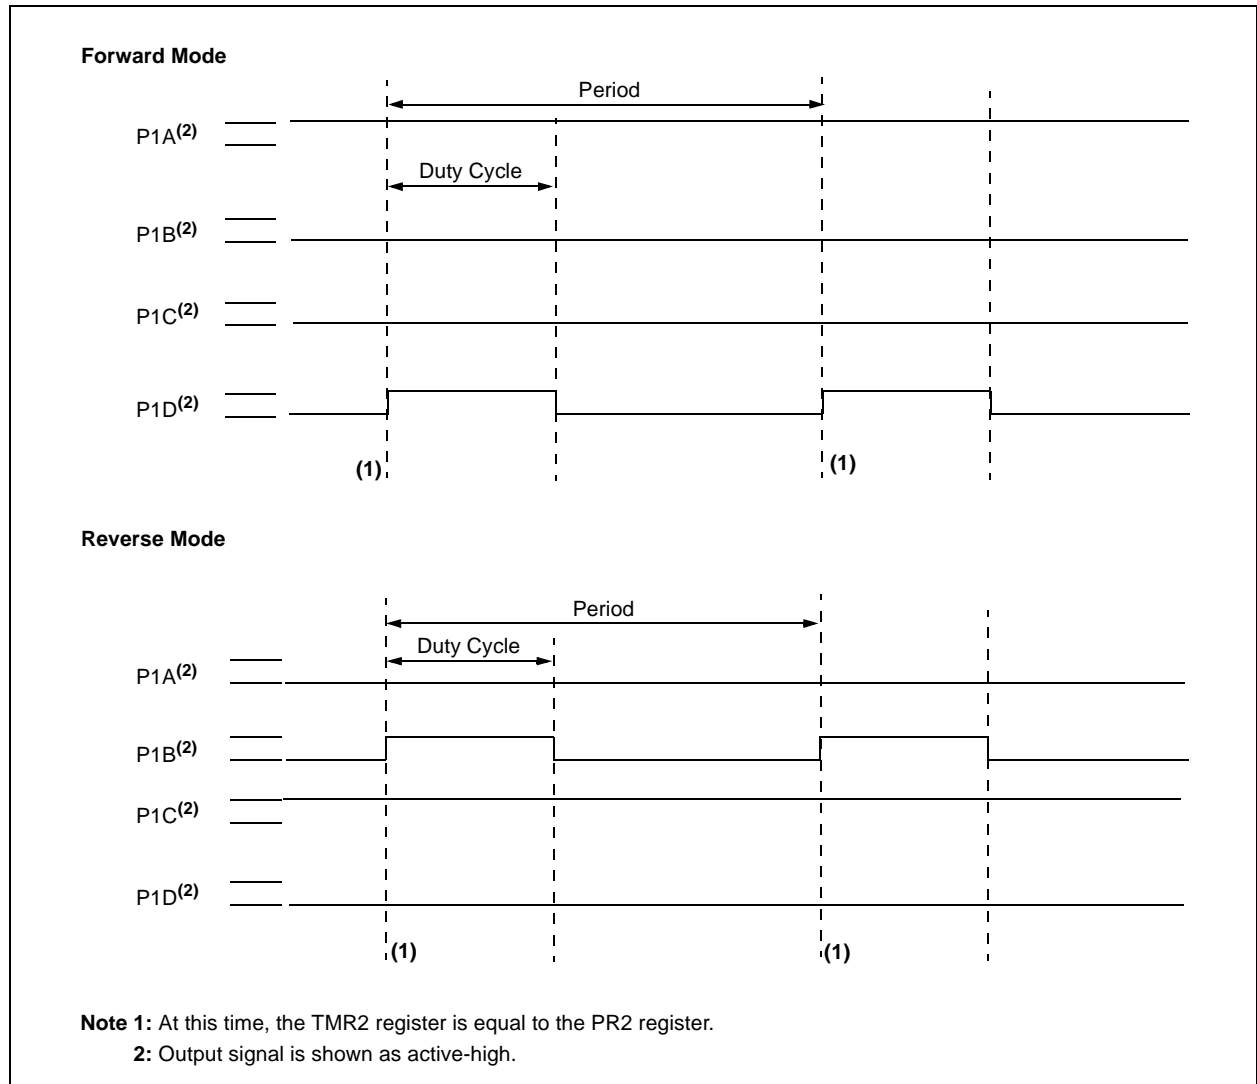 Forward Mode
Period
P1A(2)
Duty Cycle
P1B(2)
P1C(2)
P1D(2)
(1)
(1)
Reverse Mode
Period
Duty Cycle
P1A(2)
P1B(2)
P1C(2)
P1D(2)
(1)
(1)
Note 1: At this time, the TMR2 register is equal to the PR2 register.
2: Output signal is shown as active-high.